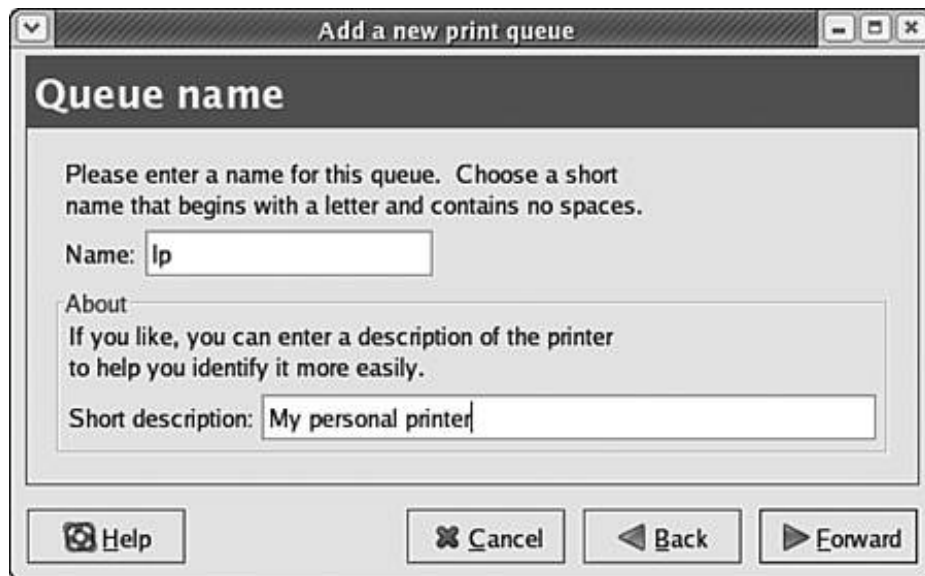 Add a new print queue
Queue name
Please enter a name for this queue. Choose a short
name that begins with a letter and contains no spaces.
Name: lp
About
If you like, you can enter a description of the printer
to help you identify it more easily.
Short description: My personal printer
Help Cancel Back Forward